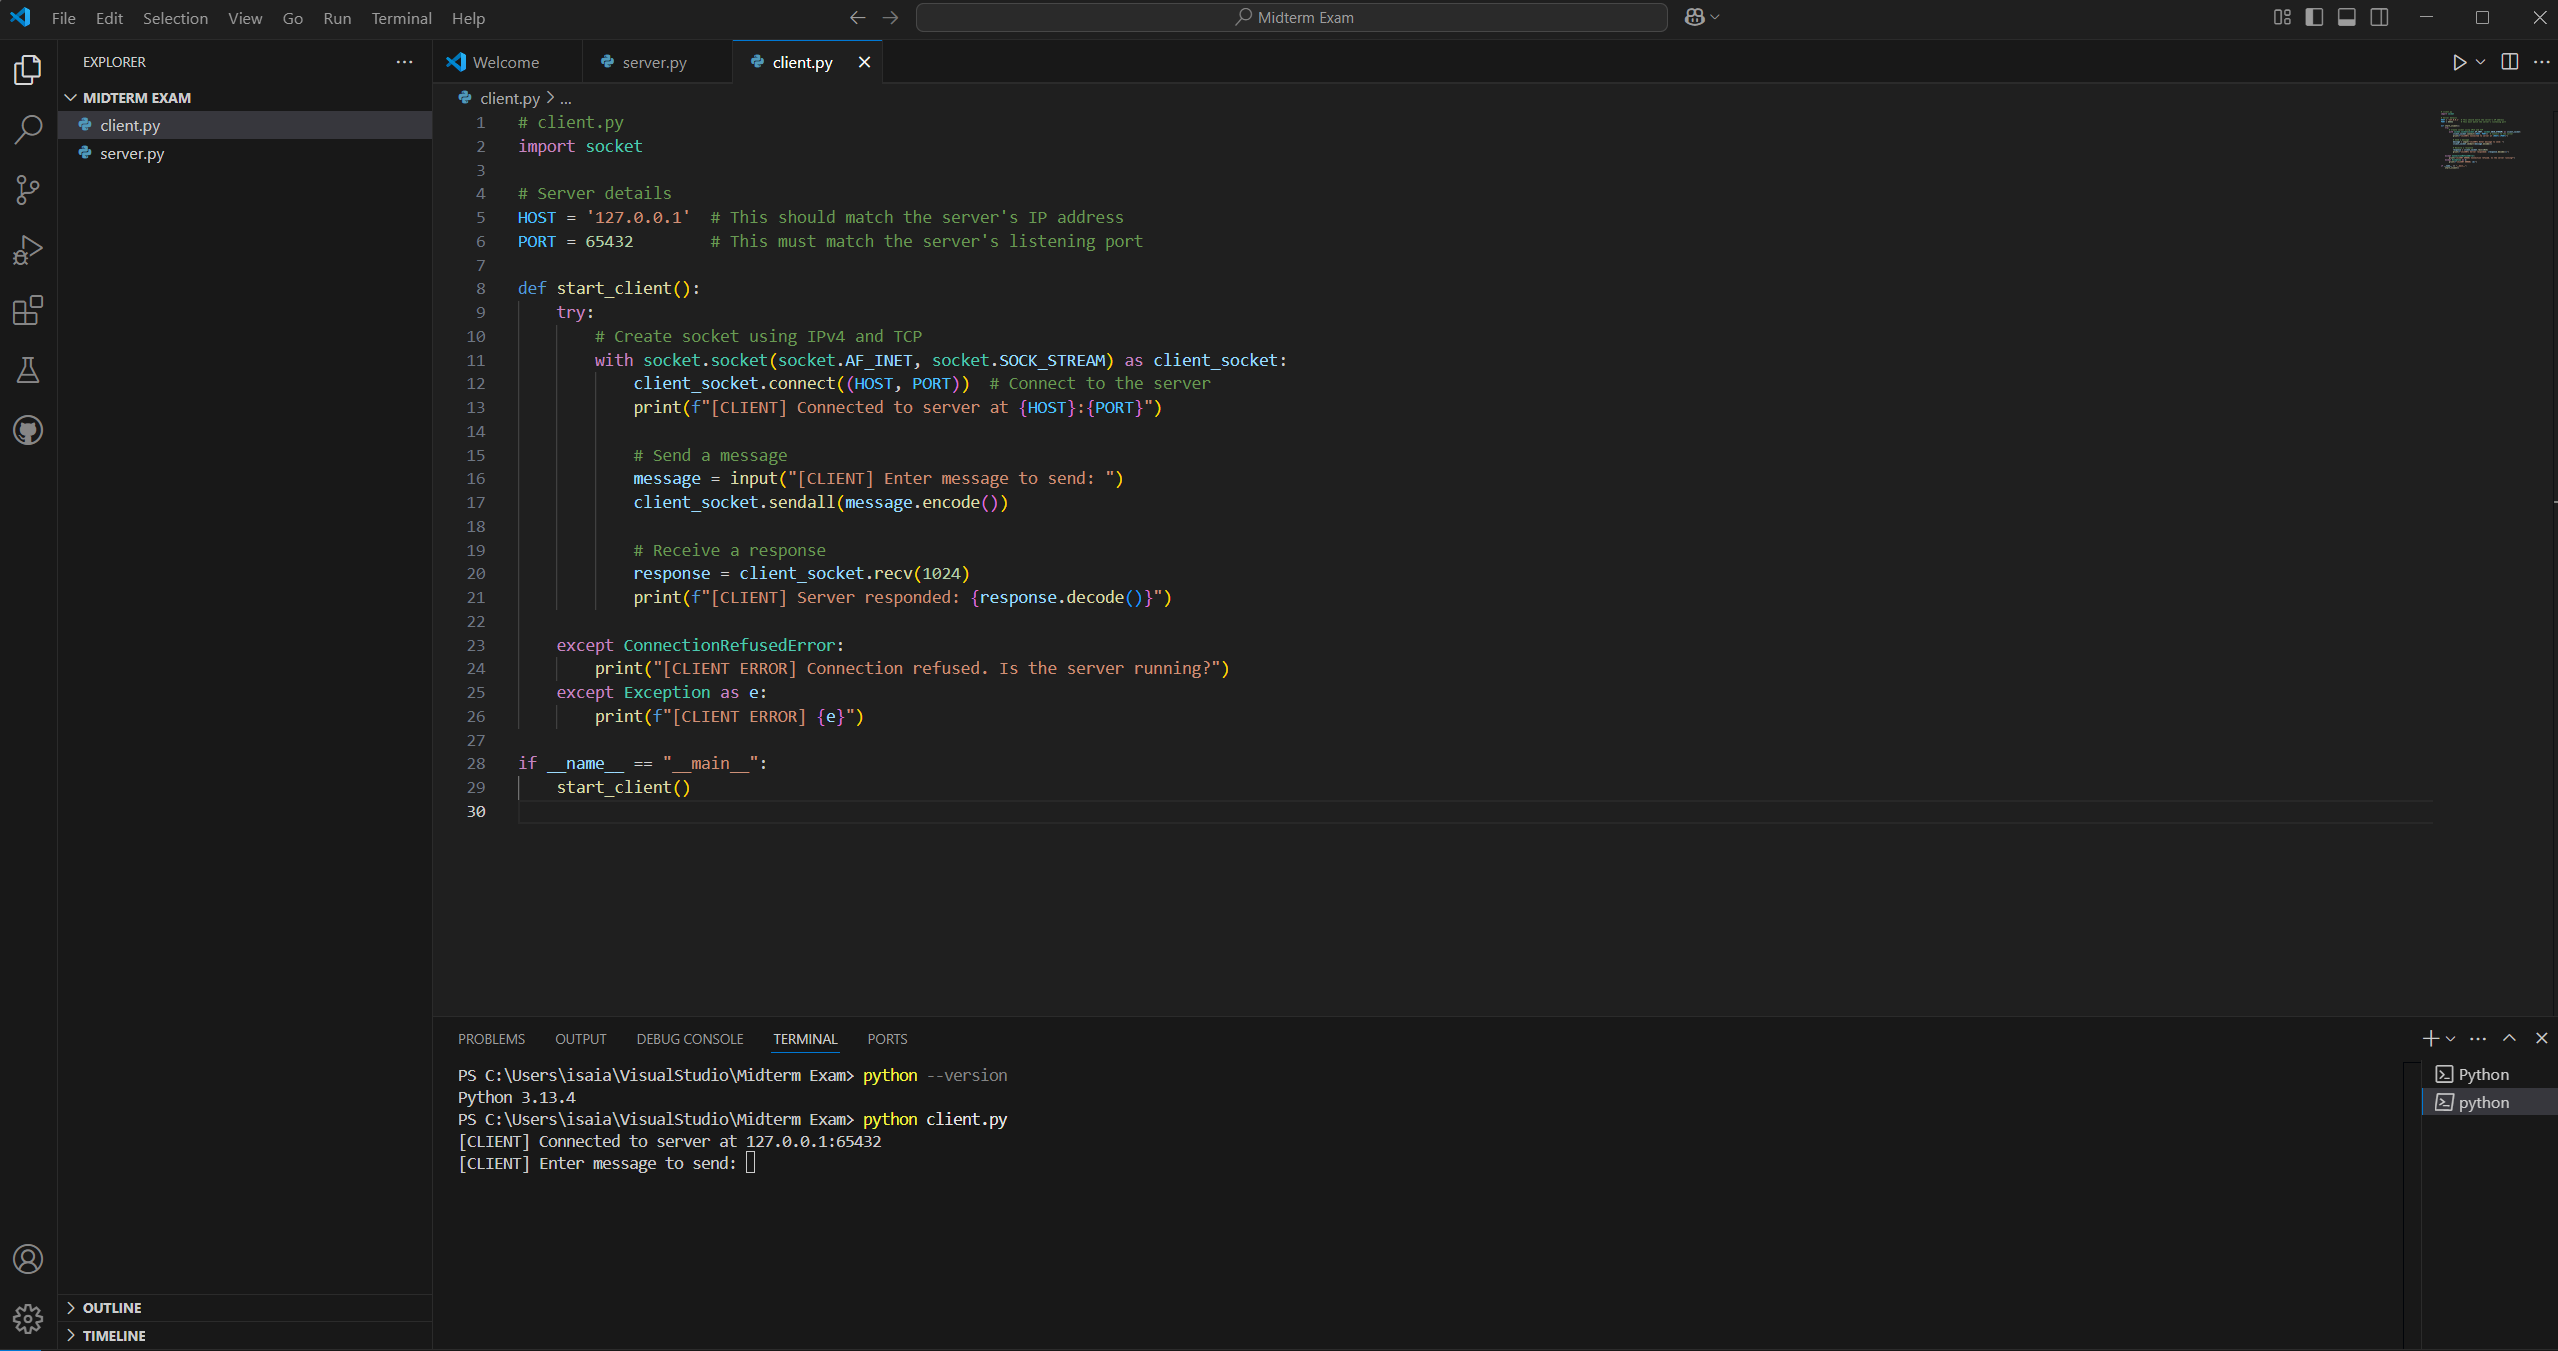 File Edit Selection View Go Run Terminal Help
Midterm Exam
EXPLORER
MIDTERM EXAM
client.py
server.py
OUTLINE
TIMELINE
Welcome server.py client.py
client.py > ...
1 # client.py
2 import socket
3
4 # Server details
5 HOST = '127.0.0.1'  # This should match the server's IP address
6 PORT = 65432        # This must match the server's listening port
7
8 def start_client():
9     try:
10         # Create socket using IPv4 and TCP
11         with socket.socket(socket.AF_INET, socket.SOCK_STREAM) as client_socket:
12             client_socket.connect((HOST, PORT))  # Connect to the server
13             print(f"[CLIENT] Connected to server at {HOST}:{PORT}")
14
15             # Send a message
16             message = input("[CLIENT] Enter message to send: ")
17             client_socket.sendall(message.encode())
18
19             # Receive a response
20             response = client_socket.recv(1024)
21             print(f"[CLIENT] Server responded: {response.decode()}")
22
23     except ConnectionRefusedError:
24         print("[CLIENT ERROR] Connection refused. Is the server running?")
25     except Exception as e:
26         print(f"[CLIENT ERROR] {e}")
27
28 if __name__ == "__main__":
29     start_client()
30
PROBLEMS OUTPUT DEBUG CONSOLE TERMINAL PORTS
PS C:\Users\isaia\VisualStudio\Midterm Exam> python --version
Python 3.13.4
PS C:\Users\isaia\VisualStudio\Midterm Exam> python client.py
[CLIENT] Connected to server at 127.0.0.1:65432
[CLIENT] Enter message to send:
Python
python